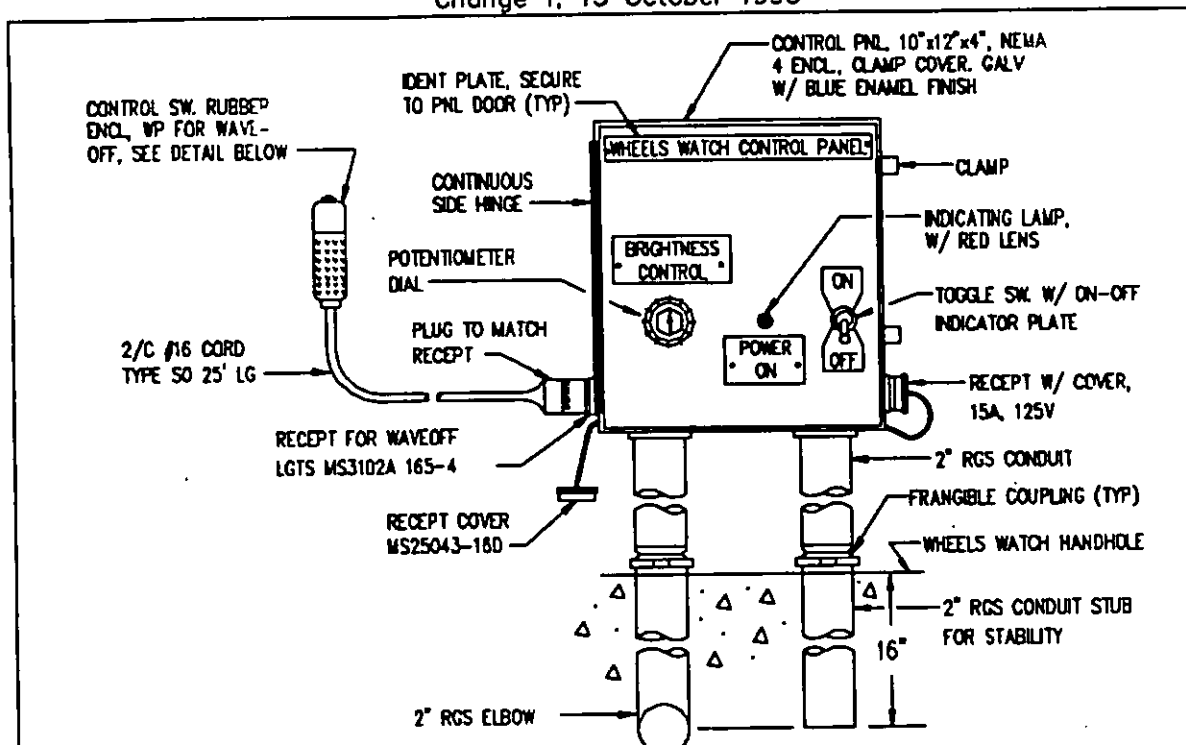 CONTROL PNL, 10"x12"x4", NEMA
4 ENCL., CLAMP COVER. GALV
W/ BLUE ENAMEL FINISH
IDENT PLATE, SECURE
TO PNL DOOR (TYP)
CONTROL SW. RUBBER
ENCL, WP FOR WAVE-
OFF, SEE DETAIL BELOW
WHEELS WATCH CONTROL PANEL
CLAMP
CONTINUOUS
SIDE HINGE
INDICATING LAMP,
W/ RED LENS
BRIGHTNESS
CONTROL
POTENTIOMETER
DIAL
ON
OFF
TOGGLE SW. W/ ON-OFF
INDICATOR PLATE
PLUG TO MATCH
RECEPT
POWER
ON
2/C #16 CORD
TYPE SO 25' LG
RECEPT W/ COVER,
15A, 125V
RECEPT FOR WAVEOFF
LGTS MS3102A 165-4
2" RGS CONDUIT
FRANGIBLE COUPLING (TYP)
RECEPT COVER
MS25043-16D
WHEELS WATCH HANDHOLE
2" RGS CONDUIT STUB
FOR STABILITY
16"
2" RGS ELBOW